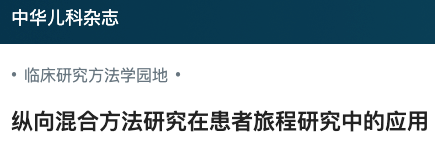 中华儿科杂志
• 临床研究方法学园地 •
纵向混合方法研究在患者旅程研究中的应用